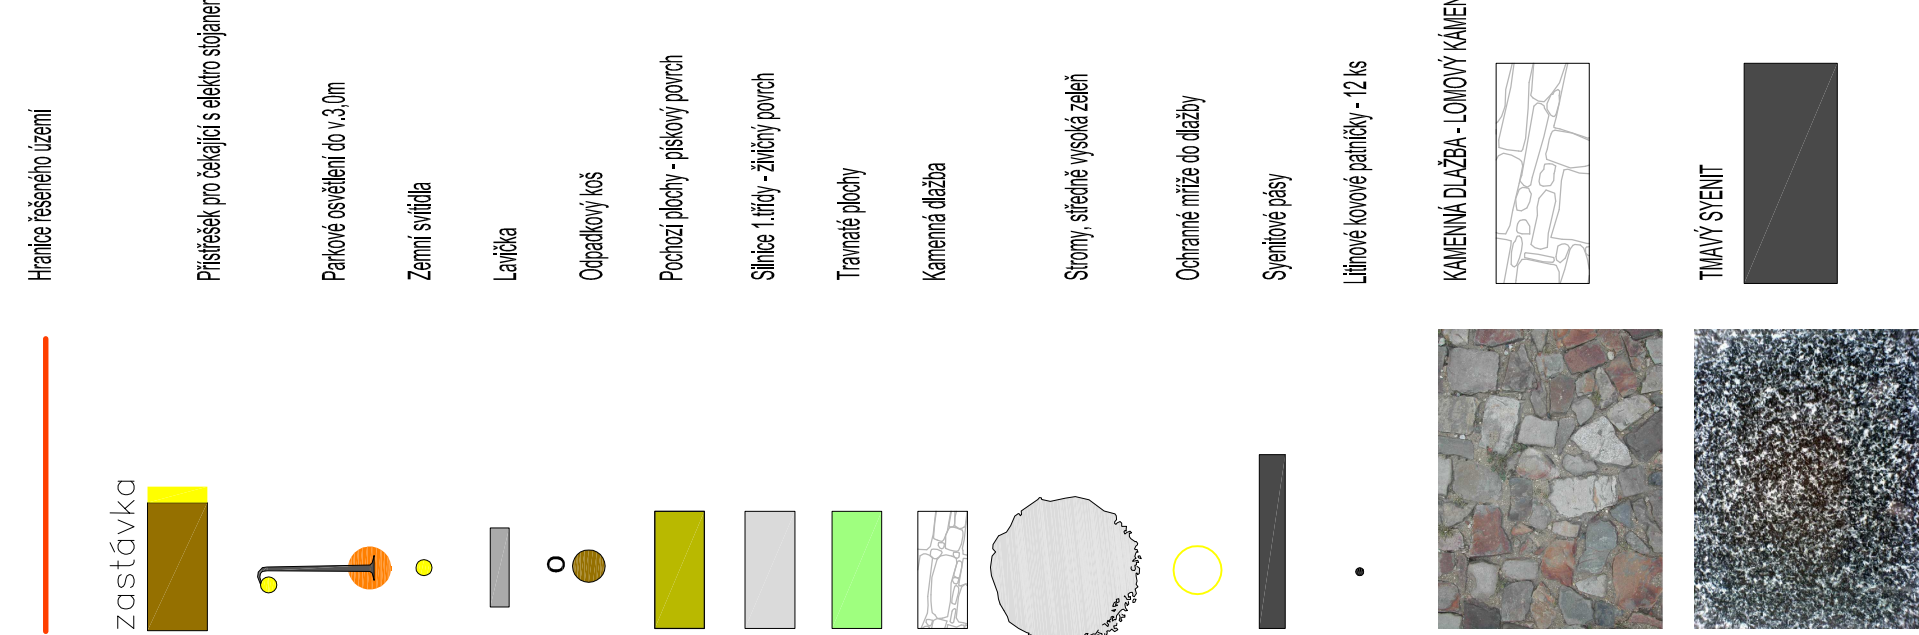 Hranice řešeného území
zastávka
Přístřešek pro čekající s elektro
Parkové osvětlení do v.3,0m
Zemní svítidla
Lavička
O
Odpadkový koš
Pochozí plochy - pískový povrch
Silnice 1.třídy - živičný povrch
Travnaté plochy
Kamenná dlažba
Stromy, středně vysoká zeleň
Ochranné mříže do dlažby
Syenitové pásy
Litinové kovové patníčky - 12 ks
KAMENNÁ DLAŽBA - LOMOVÝ KÁMEN
TMAVÝ SYENIT